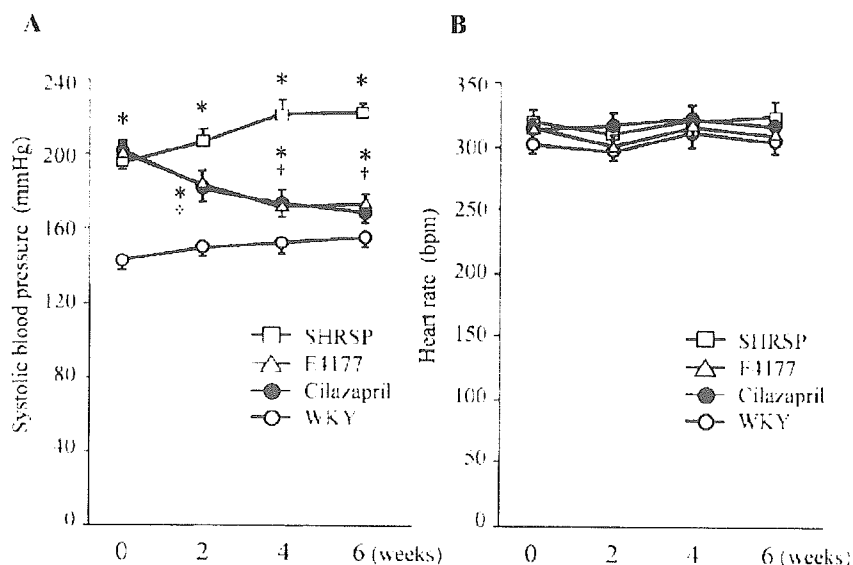 A
Systolic blood pressure (mmHg)
240
200
160
140
80
40
0
* * * *
* * *
† †
SHRSP
E4177
Cilazapril
WKY
0 2 4 6 (weeks)
B
Heart rate (bpm)
350
300
250
200
150
100
50
0
SHRSP
E4177
Cilazapril
WKY
0 2 4 6 (weeks)